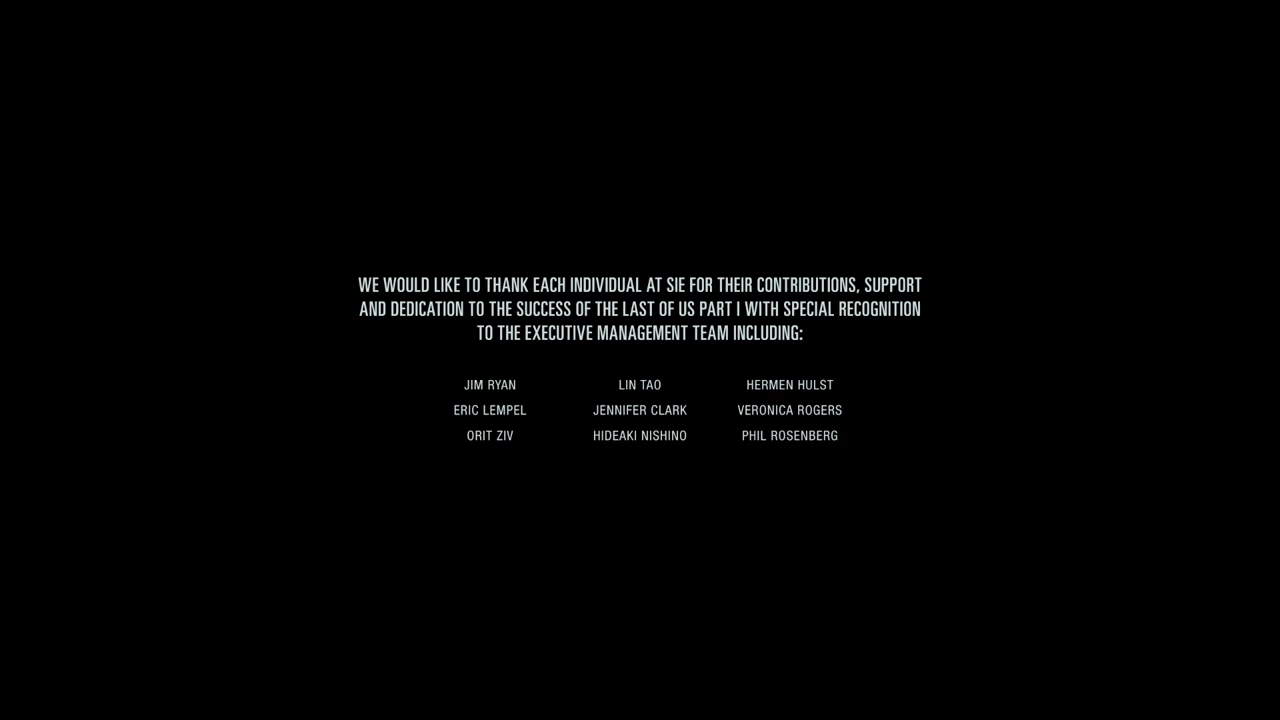 WE WOULD LIKE TO THANK EACH INDIVIDUAL AT SIE FOR THEIR CONTRIBUTIONS, SUPPORT
AND DEDICATION TO THE SUCCESS OF THE LAST OF US PART I WITH SPECIAL RECOGNITION
TO THE EXECUTIVE MANAGEMENT TEAM INCLUDING:
JIM RYAN LIN TAO HERMEN HULST
ERIC LEMPEL JENNIFER CLARK VERONICA ROGERS
ORIT ZIV HIDEAKI NISHINO PHIL ROSENBERG